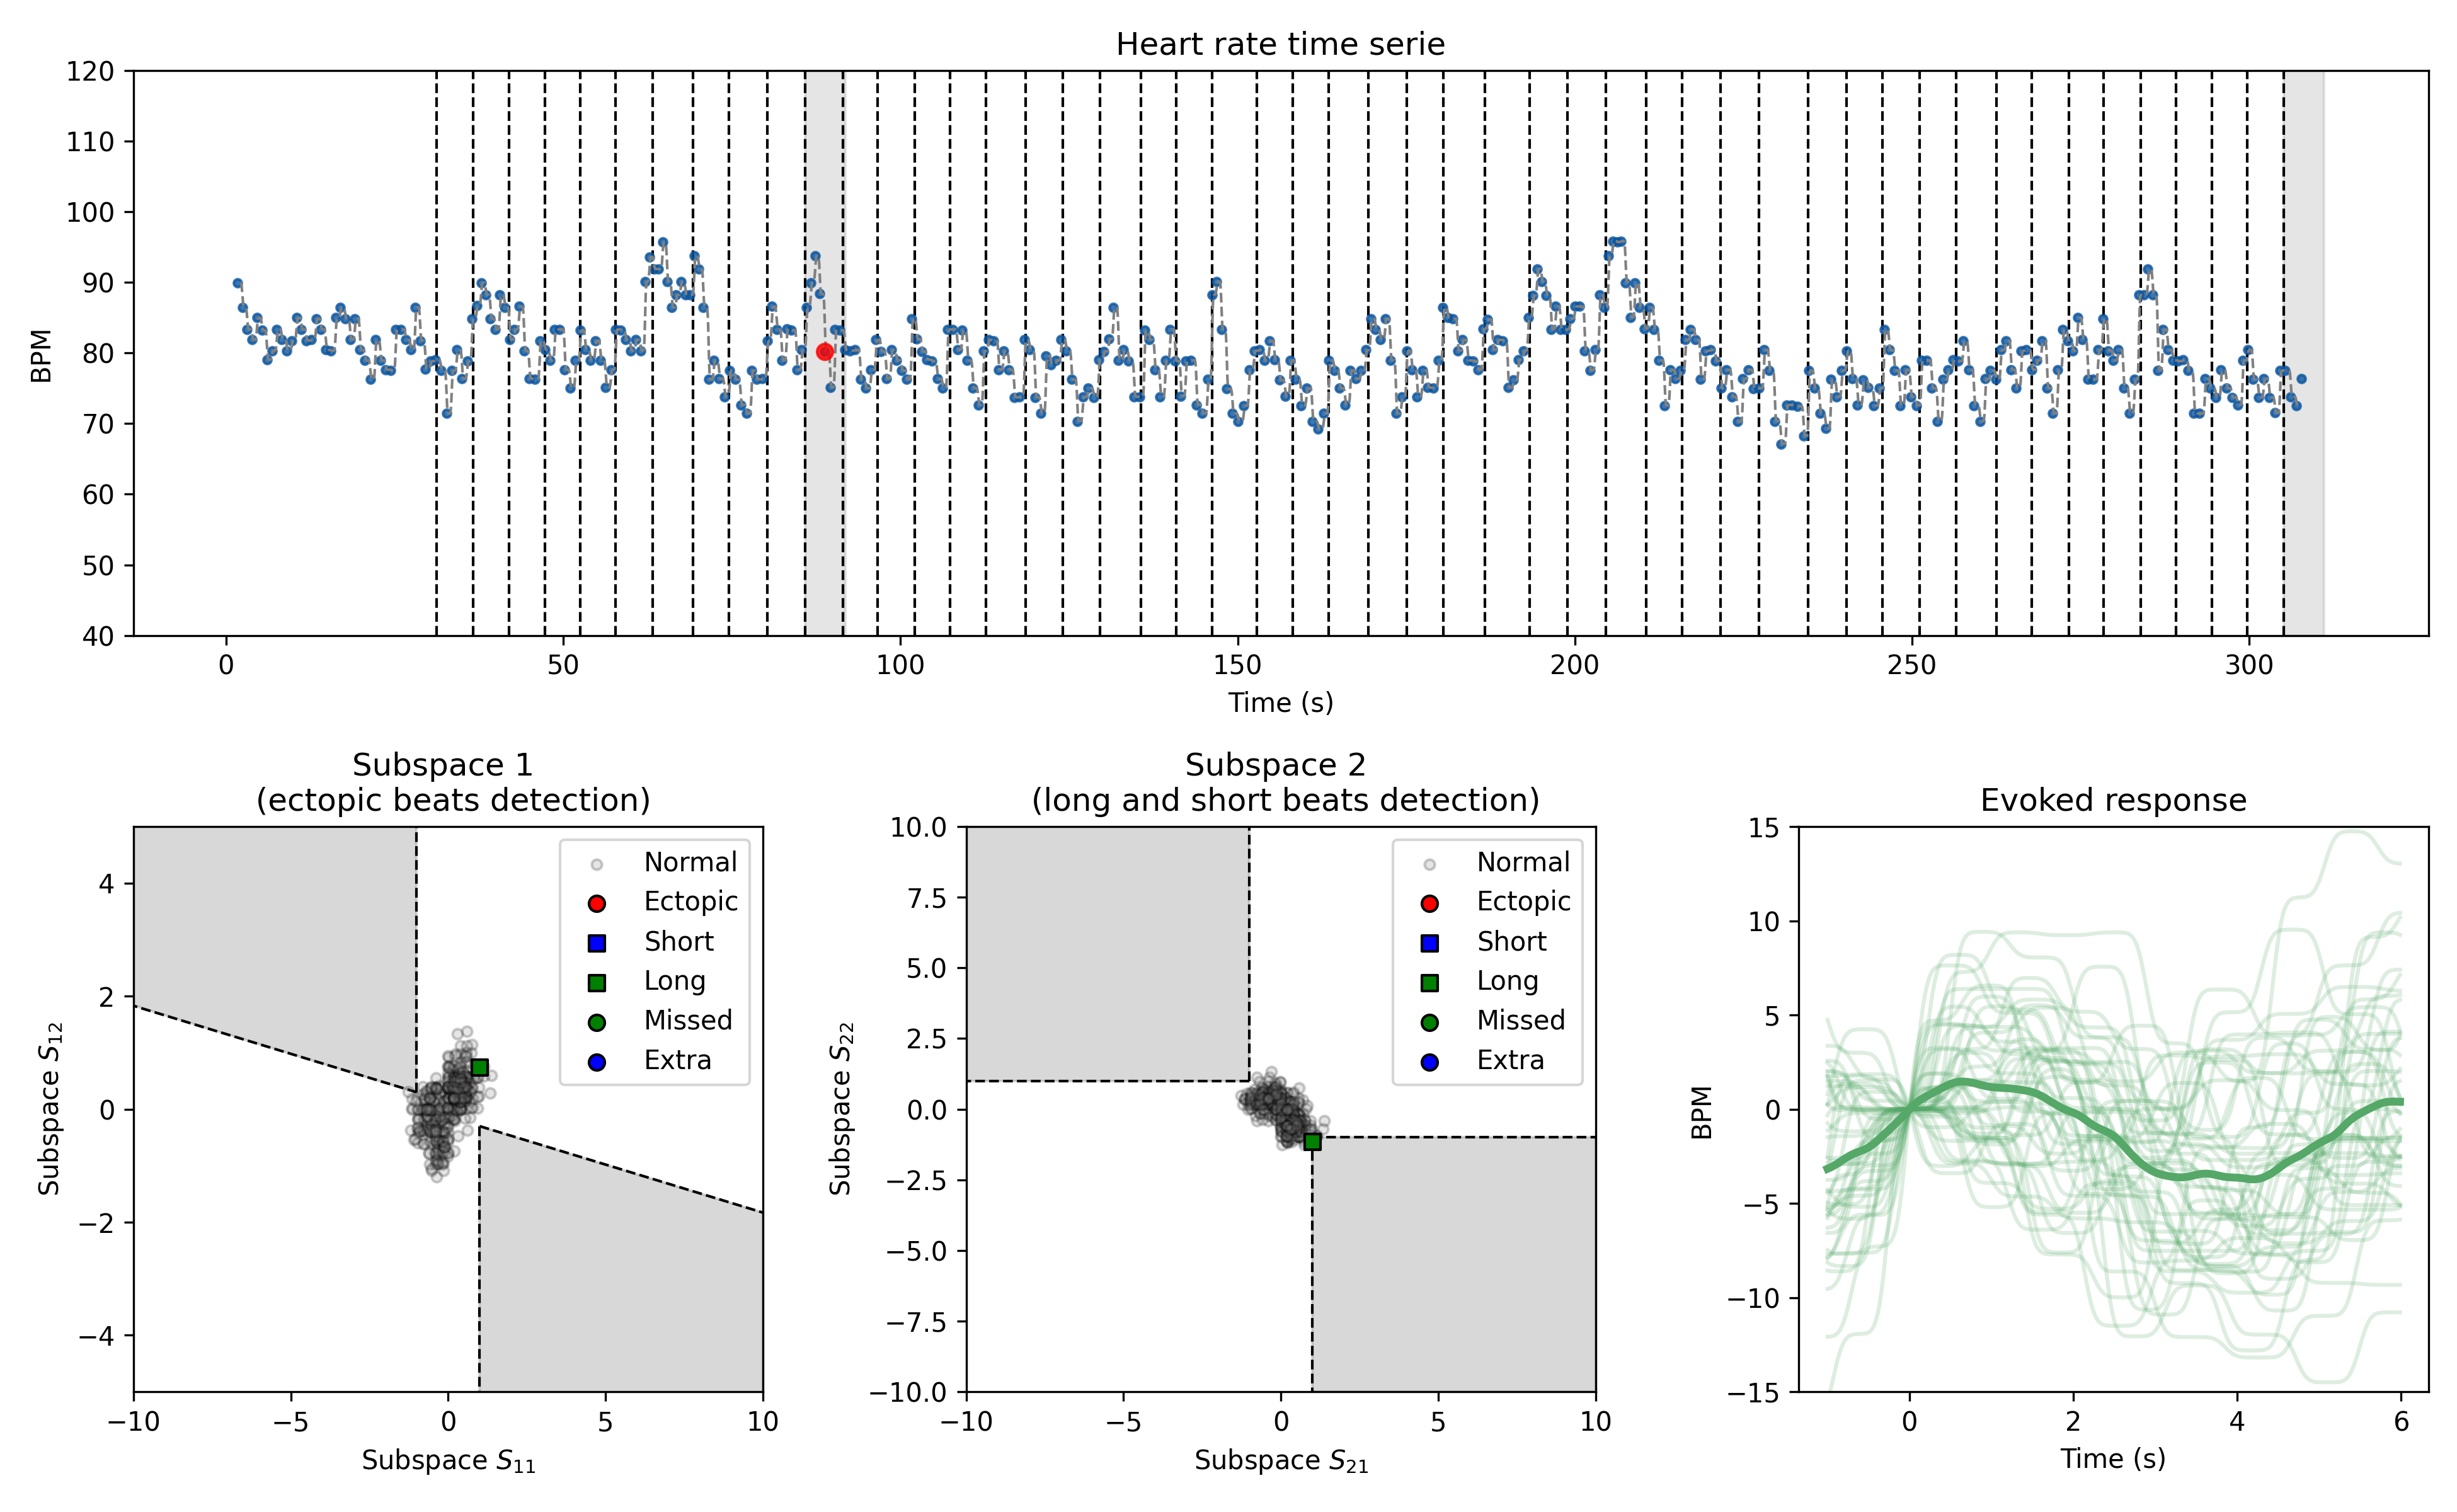 Heart rate time serie
120
110
100
90
80
70
60
50
40
BPM
0
50
100
150
200
250
300
Time (s)
Subspace 1
(ectopic beats detection)
4
2
0
−2
−4
Subspace S12
Normal
Ectopic
Short
Long
Missed
Extra
−10
−5
0
5
10
Subspace S11
Subspace 2
(long and short beats detection)
10.0
7.5
5.0
2.5
0.0
−2.5
−5.0
−7.5
−10.0
Subspace S22
Normal
Ectopic
Short
Long
Missed
Extra
−10
−5
0
5
10
Subspace S21
Evoked response
15
10
5
0
−5
−10
−15
BPM
0
2
4
6
Time (s)